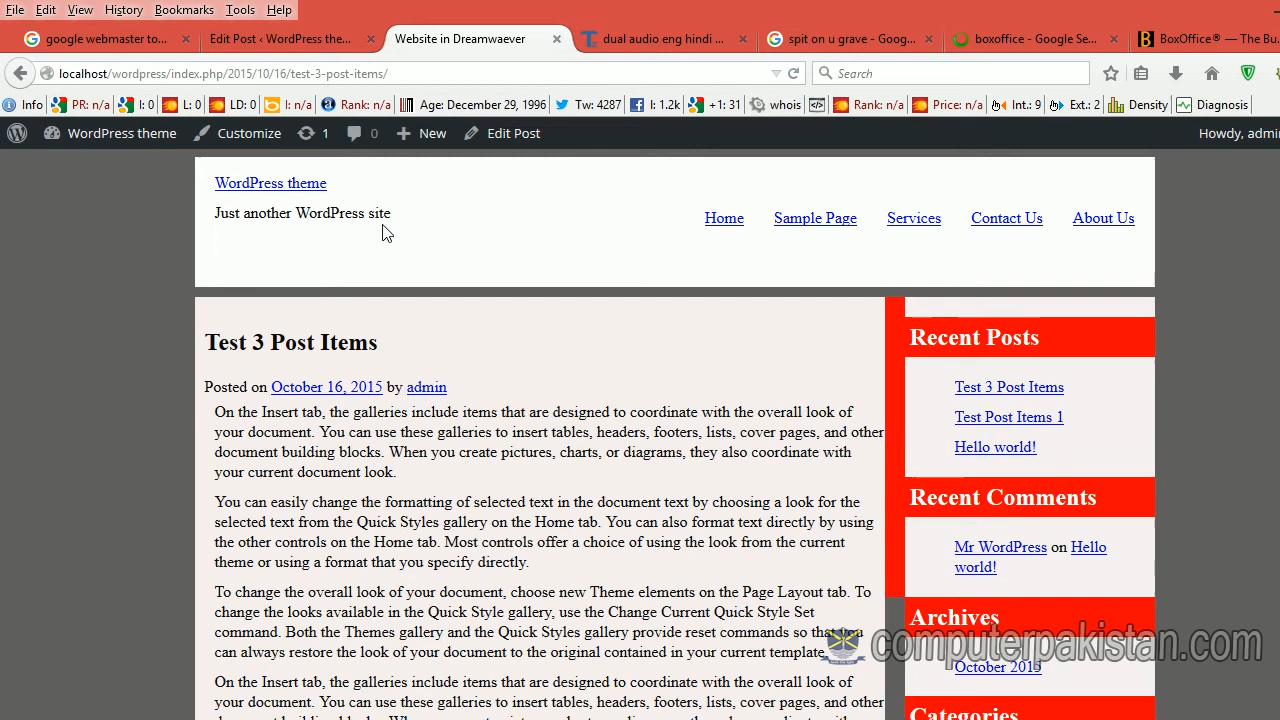 File Edit View History Bookmarks Tools Help
google webmaster to... × Edit Post ‹ WordPress the... × Website in Dreamwaever × dual audio eng hindi ... × spit on u grave - Goog... × boxoffice - Google Se... × BoxOffice® — The Bu...
localhost/wordpress/index.php/2015/10/16/test-3-post-items/ Search
Info PR: n/a I: 0 L: 0 LD: 0 I: n/a Rank: n/a Age: December 29, 1996 Tw: 4287 I: 1.2k +1: 31 whois Rank: n/a Price: n/a Int.: 9 Ext.: 2 Density Diagnosis
WordPress theme Customize 1 0 New Edit Post Howdy, admin
WordPress theme
Just another WordPress site
Home Sample Page Services Contact Us About Us
Test 3 Post Items
Posted on October 16, 2015 by admin
On the Insert tab, the galleries include items that are designed to coordinate with the overall look of
your document. You can use these galleries to insert tables, headers, footers, lists, cover pages, and other
document building blocks. When you create pictures, charts, or diagrams, they also coordinate with
your current document look.
You can easily change the formatting of selected text in the document text by choosing a look for the
selected text from the Quick Styles gallery on the Home tab. You can also format text directly by using
the other controls on the Home tab. Most controls offer a choice of using the look from the current
theme or using a format that you specify directly.
To change the overall look of your document, choose new Theme elements on the Page Layout tab. To
change the looks available in the Quick Style gallery, use the Change Current Quick Style Set
command. Both the Themes gallery and the Quick Styles gallery provide reset commands so that you
can always restore the look of your document to the original contained in your current template.
On the Insert tab, the galleries include items that are designed to coordinate with the overall look of
your document. You can use these galleries to insert tables, headers, footers, lists, cover pages, and other
Recent Posts
Test 3 Post Items
Test Post Items 1
Hello world!
Recent Comments
Mr WordPress on Hello
world!
Archives
October 2015
Categories
computerpakistan.com